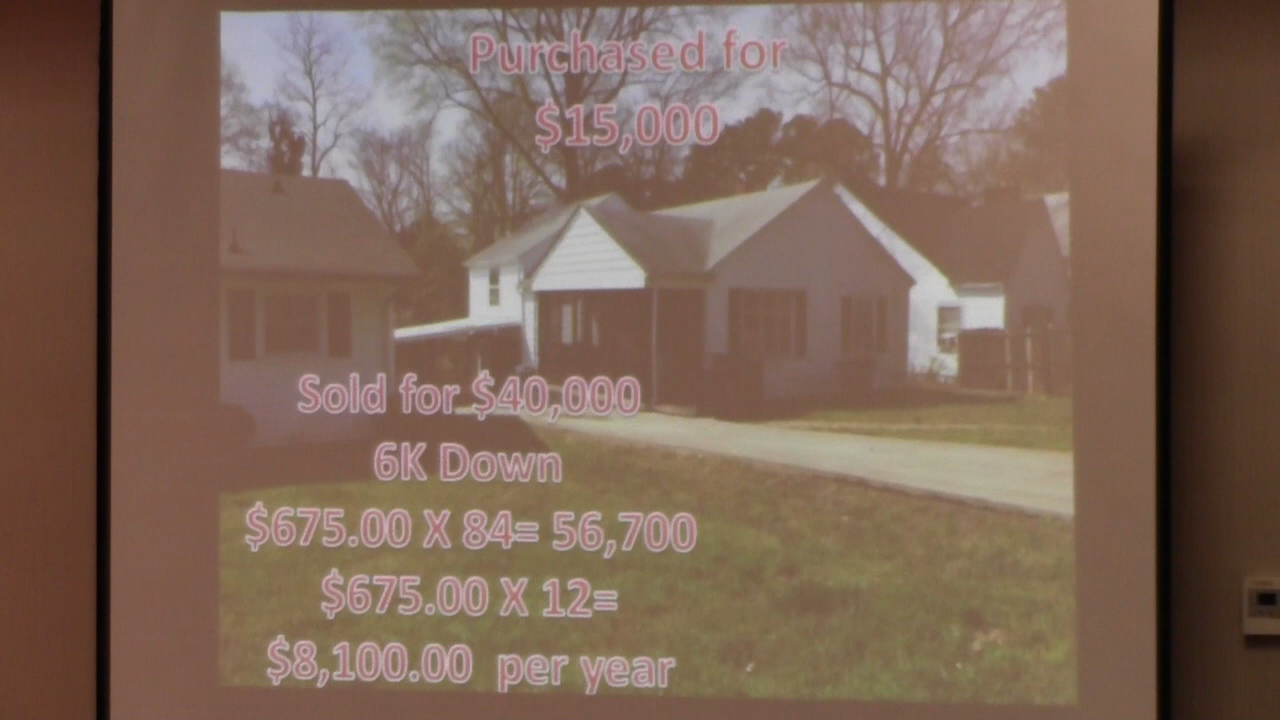 Purchased for
$15,000
Sold for $40,000
6K Down
$675.00 X 84= 56,700
$675.00 X 12=
$8,100.00 per year